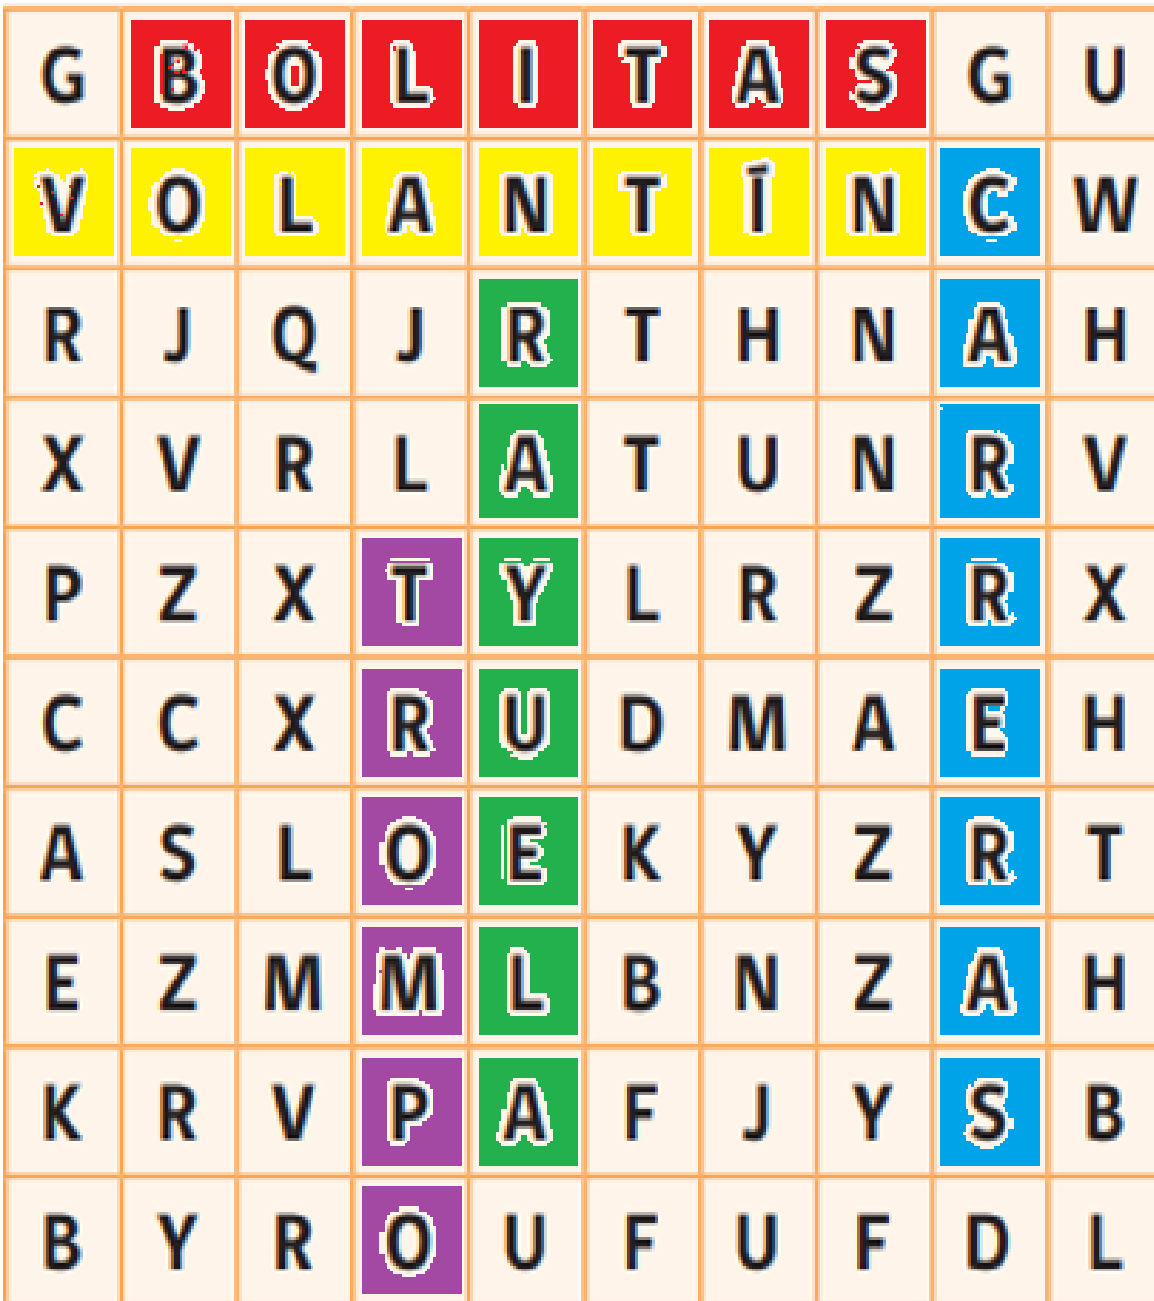 G B O L I T A S G U
V O L A N T Í N C W
R J Q J R T H N A H
X V R L A T U N R V
P Z X T Y L R Z R X
C C X R U D M A E H
A S L O E K Y Z R T
E Z M M L B N Z A H
K R V P A F J Y S B
B Y R O U F U F D L